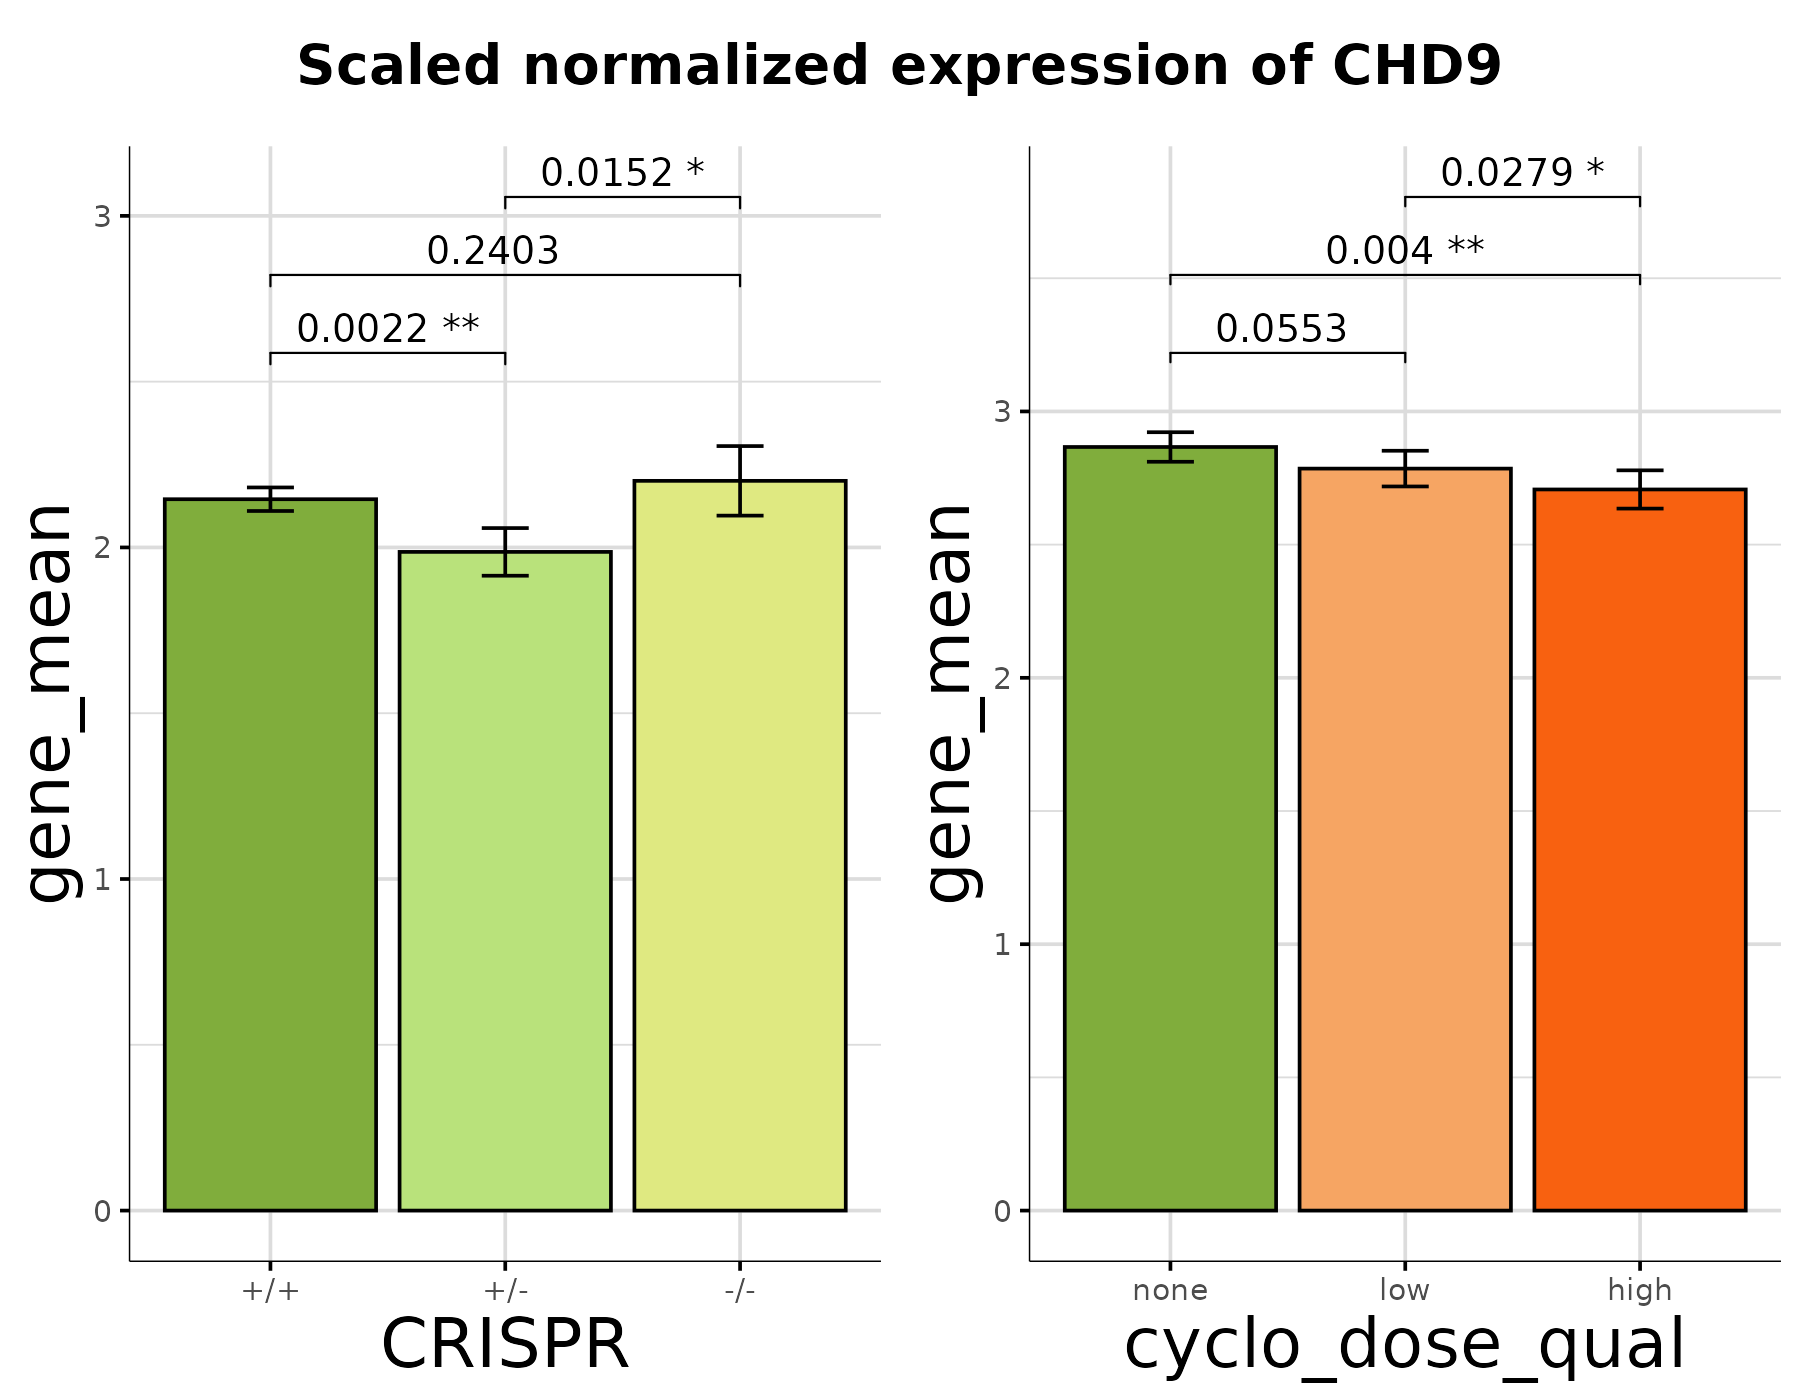 Scaled normalized expression of CHD9
gene_mean
3
2
1
0
0.0152 *
0.2403
0.0022 **
+/+
+/-
-/-
CRISPR
gene_mean
3
2
1
0
0.0279 *
0.004 **
0.0553
none
low
high
cyclo_dose_qual